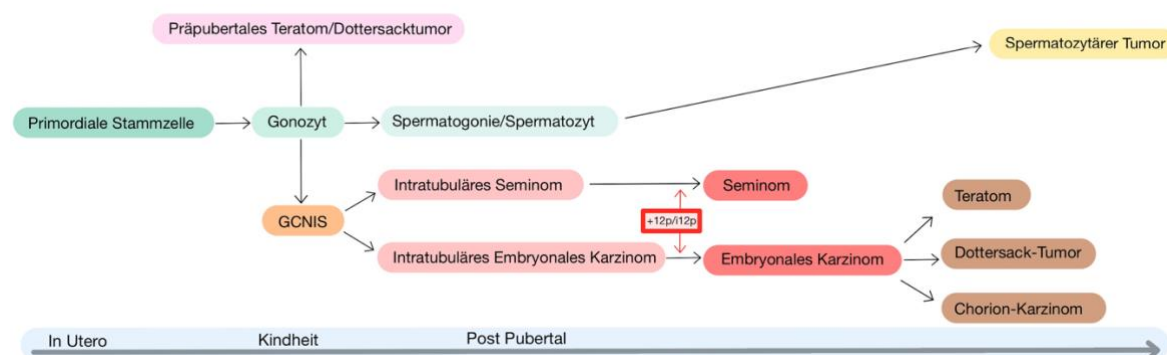 Präpubertales Teratom/Dottersacktumor
Spermatozytärer Tumor
Primordiale Stammzelle
Gonozyt
Spermatogonie/Spermatozyt
Intratubuläres Seminom
Seminom
Teratom
GCNIS
+12p/i12p
Intratubuläres Embryonales Karzinom
Embryonales Karzinom
Dottersack-Tumor
Chorion-Karzinom
In Utero
Kindheit
Post Pubertal